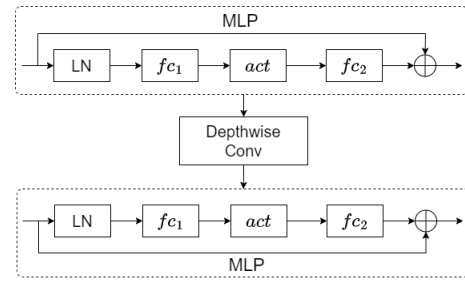 MLP
LN fc₁ act fc₂
Depthwise
Conv
LN fc₁ act fc₂
MLP